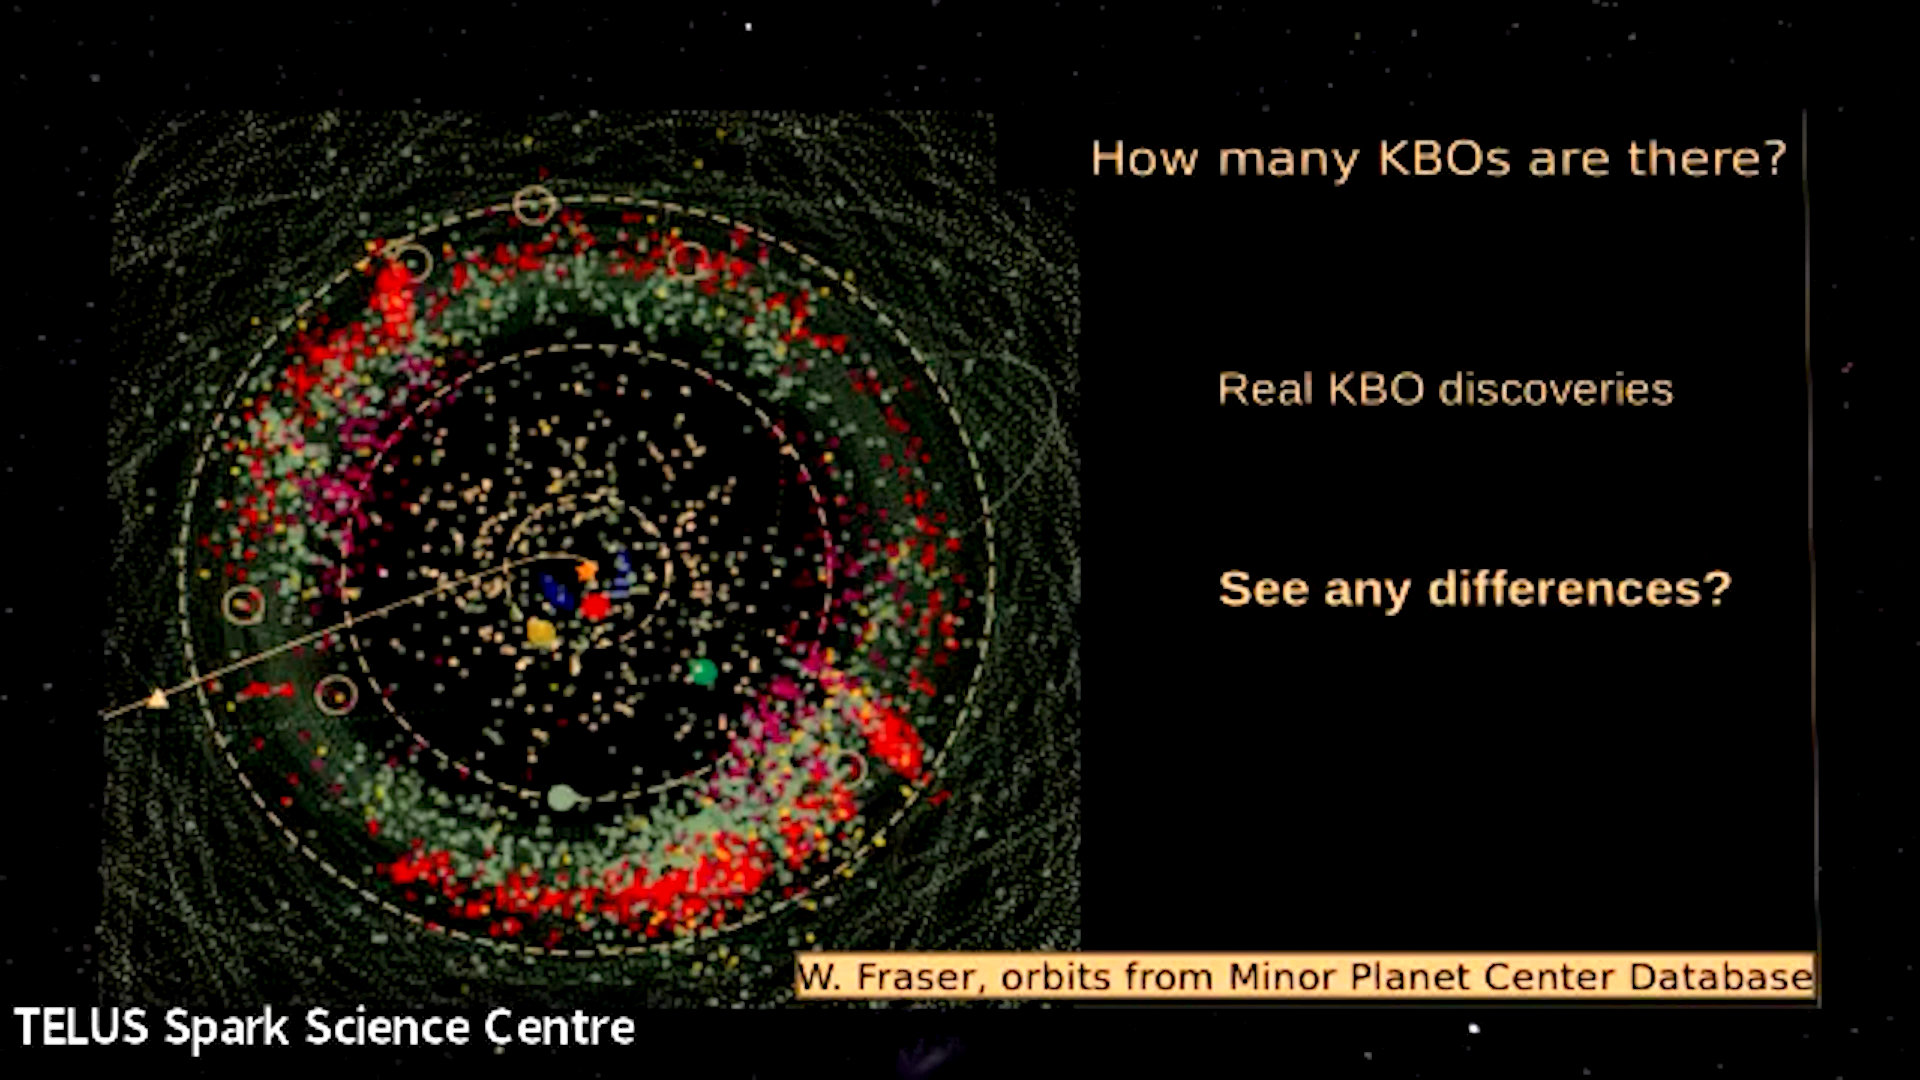 How many KBOs are there?
Real KBO discoveries
See any differences?
W. Fraser, orbits from Minor Planet Center Database
TELUS Spark Science Centre